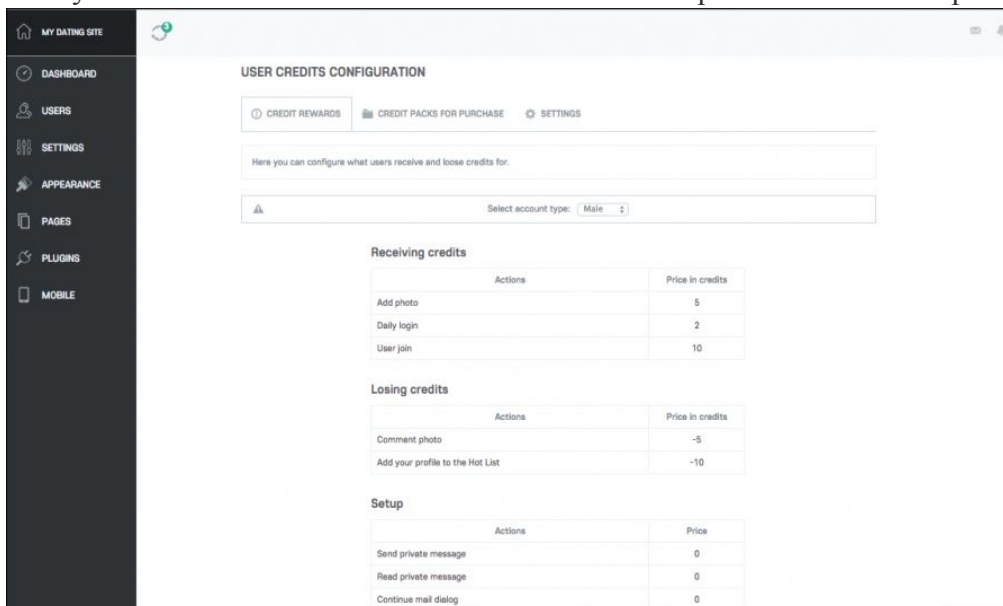 MY DATING SITE
3
DASHBOARD
USERS
SETTINGS
APPEARANCE
PAGES
PLUGINS
MOBILE
USER CREDITS CONFIGURATION
CREDIT REWARDS CREDIT PACKS FOR PURCHASE SETTINGS
Here you can configure what users receive and loose credits for.
Select account type: Male
Receiving credits
Actions Price in credits
Add photo 5
Daily login 2
User join 10
Losing credits
Actions Price in credits
Comment photo -5
Add your profile to the Hot List -10
Setup
Actions Price
Send private message 0
Read private message 0
Continue mail dialog 0